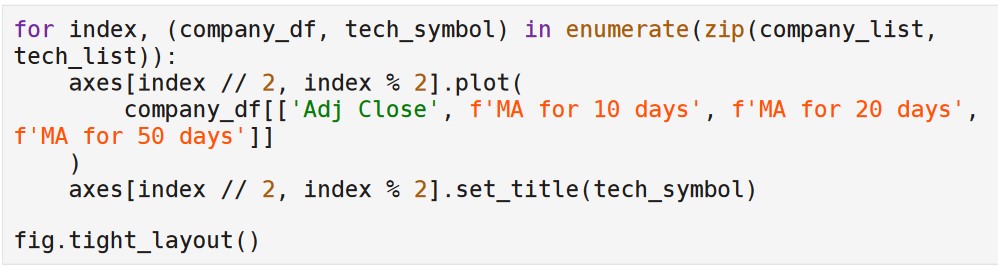 for index, (company_df, tech_symbol) in enumerate(zip(company_list,
tech_list)):
    axes[index // 2, index % 2].plot(
        company_df[['Adj Close', f'MA for 10 days', f'MA for 20 days',
f'MA for 50 days']]
    )
    axes[index // 2, index % 2].set_title(tech_symbol)

fig.tight_layout()